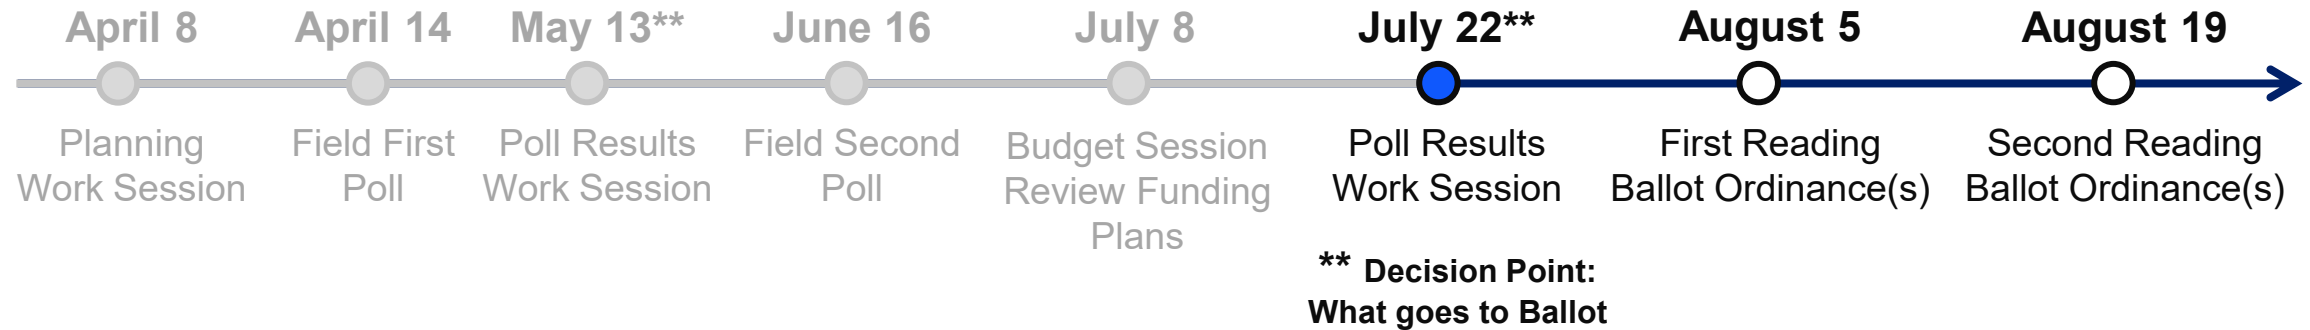 April 8
April 14
May 13**
June 16
July 8
July 22**
August 5
August 19
Planning
Work Session
Field First
Poll
Poll Results
Work Session
Field Second
Poll
Budget Session
Review Funding
Plans
Poll Results
Work Session
First Reading
Ballot Ordinance(s)
Second Reading
Ballot Ordinance(s)
** Decision Point:
What goes to Ballot